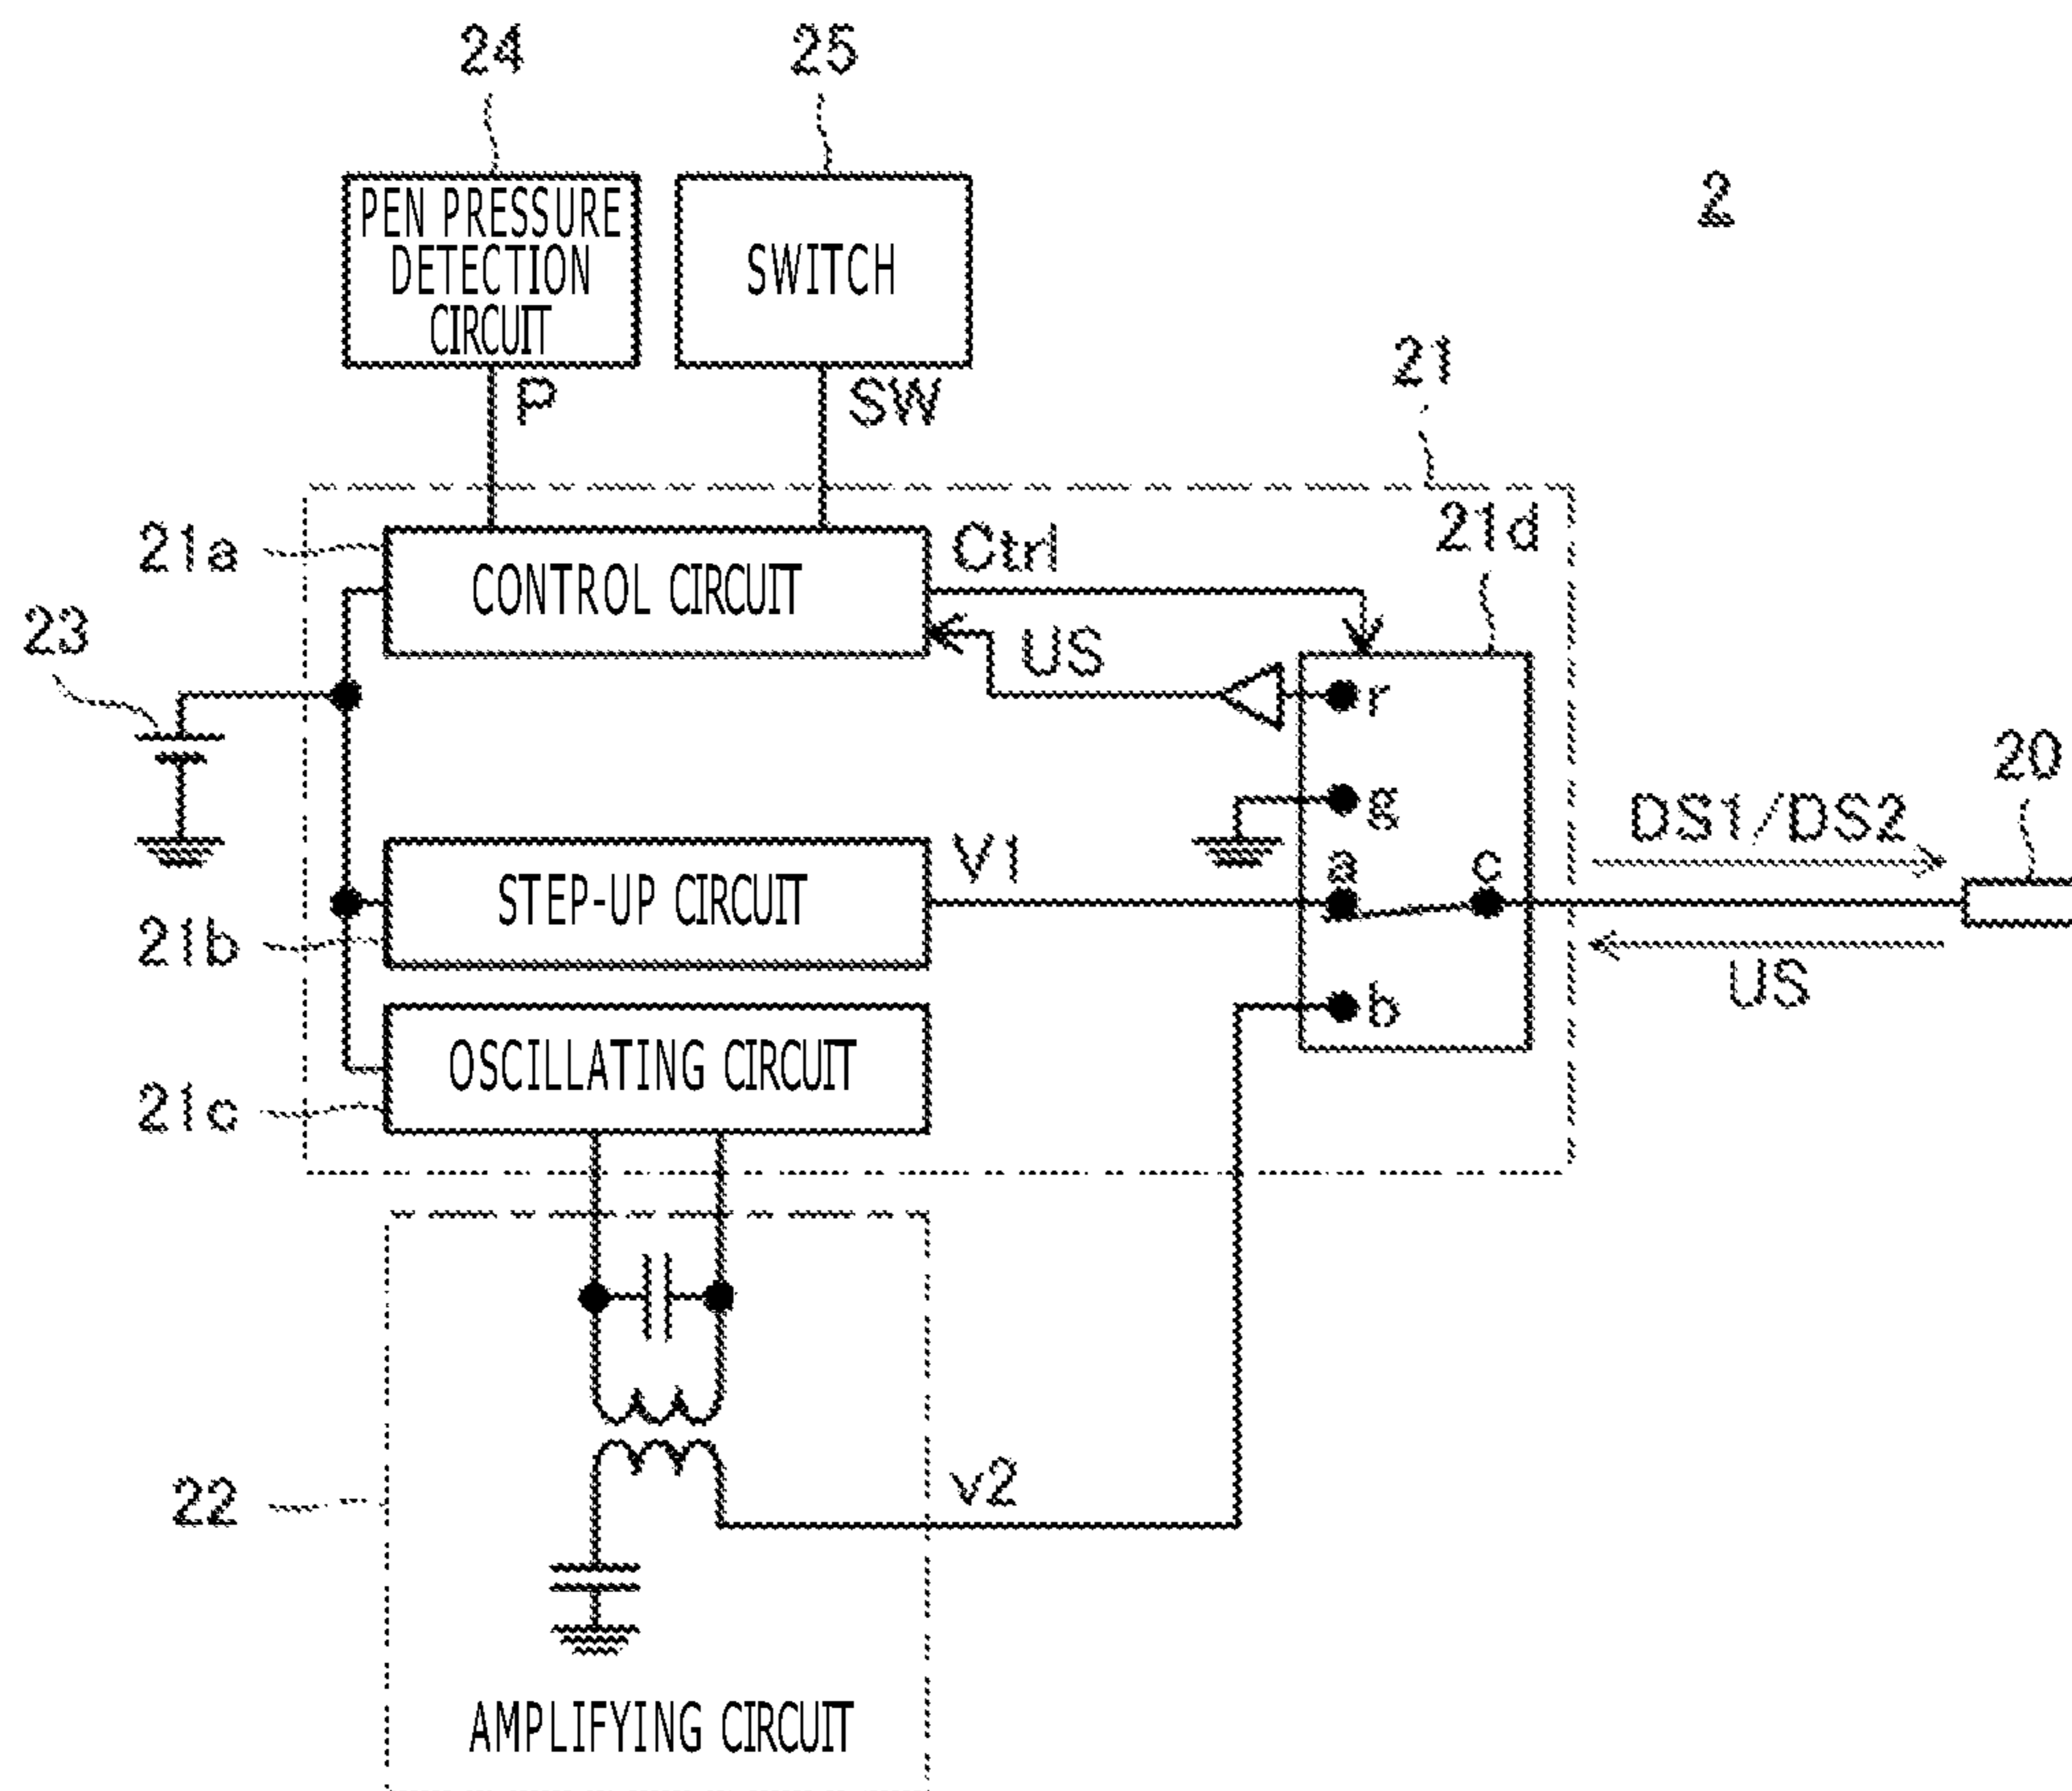 24
25
2
PEN PRESSURE
DETECTION
CIRCUIT
SWITCH
P
SW
21
21a
CONTROL CIRCUIT
Ctrl
21d
23
US
r
20
g
DS1/DS2
STEP-UP CIRCUIT
V1
a
c
21b
US
OSCILLATING CIRCUIT
b
21c
22
v2
AMPLIFYING CIRCUIT